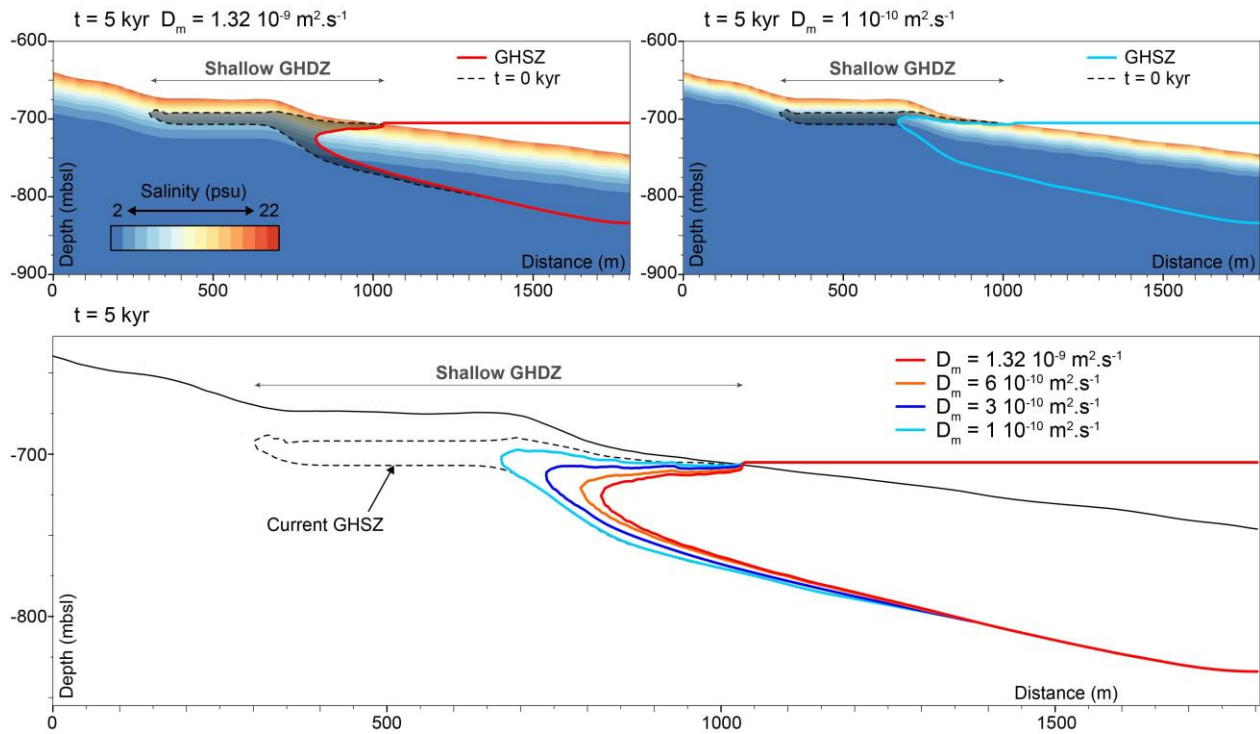 t = 5 kyr D_m = 1.32 10⁻⁹ m².s⁻¹
-600
-700
-800
-900
Depth (mbsl)
Shallow GHDZ
GHSZ
t = 0 kyr
Salinity (psu)
2 22
Distance (m)
0 500 1000 1500
t = 5 kyr D_m = 1 10⁻¹⁰ m².s⁻¹
-600
-700
-800
-900
Depth (mbsl)
Shallow GHDZ
GHSZ
t = 0 kyr
Distance (m)
0 500 1000 1500
t = 5 kyr
-700
-800
Depth (mbsl)
Shallow GHDZ
D_m = 1.32 10⁻⁹ m².s⁻¹
D_m = 6 10⁻¹⁰ m².s⁻¹
D_m = 3 10⁻¹⁰ m².s⁻¹
D_m = 1 10⁻¹⁰ m².s⁻¹
Current GHSZ
Distance (m)
0 500 1000 1500